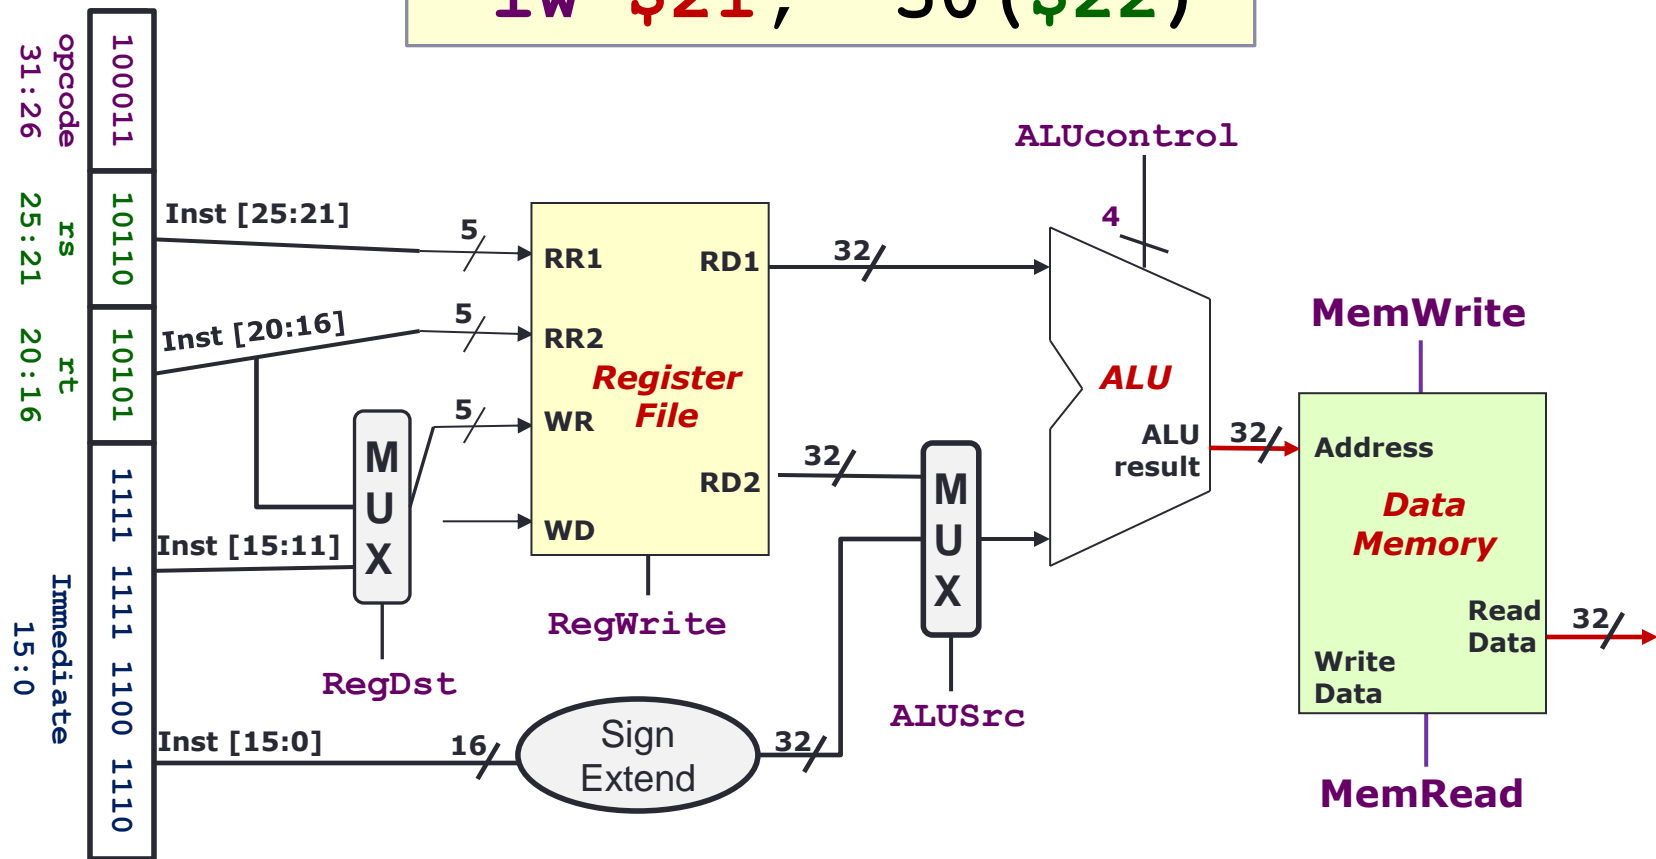 lw $21, 50($22)
opcode
31:26
100011
rs
25:21
10110
rt
20:16
10101
Immediate
15:0
1111 1111 1100 1110
Inst [25:21]
5
Inst [20:16]
5
5
Inst [15:11]
M
U
X
RegDst
Inst [15:0]
16
Sign
Extend
32
RR1
RR2
WR
WD
RD1
RD2
Register
File
RegWrite
32
32
M
U
X
ALUSrc
ALUcontrol
4
ALU
ALU
result
32
MemWrite
Address
Data
Memory
Read
Data
Write
Data
32
MemRead